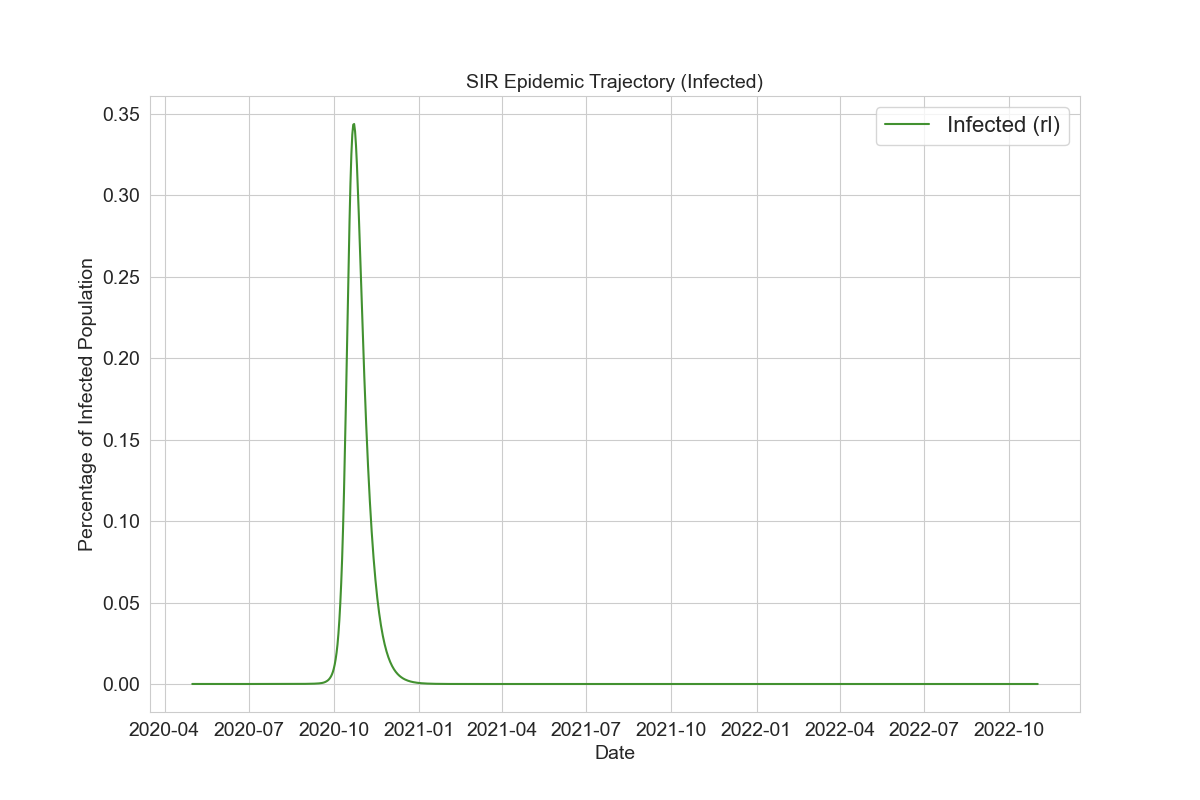 SIR Epidemic Trajectory (Infected)
Infected (rl)
Percentage of Infected Population
0.35
0.30
0.25
0.20
0.15
0.10
0.05
0.00
2020-04 2020-07 2020-10 2021-01 2021-04 2021-07 2021-10 2022-01 2022-04 2022-07 2022-10
Date